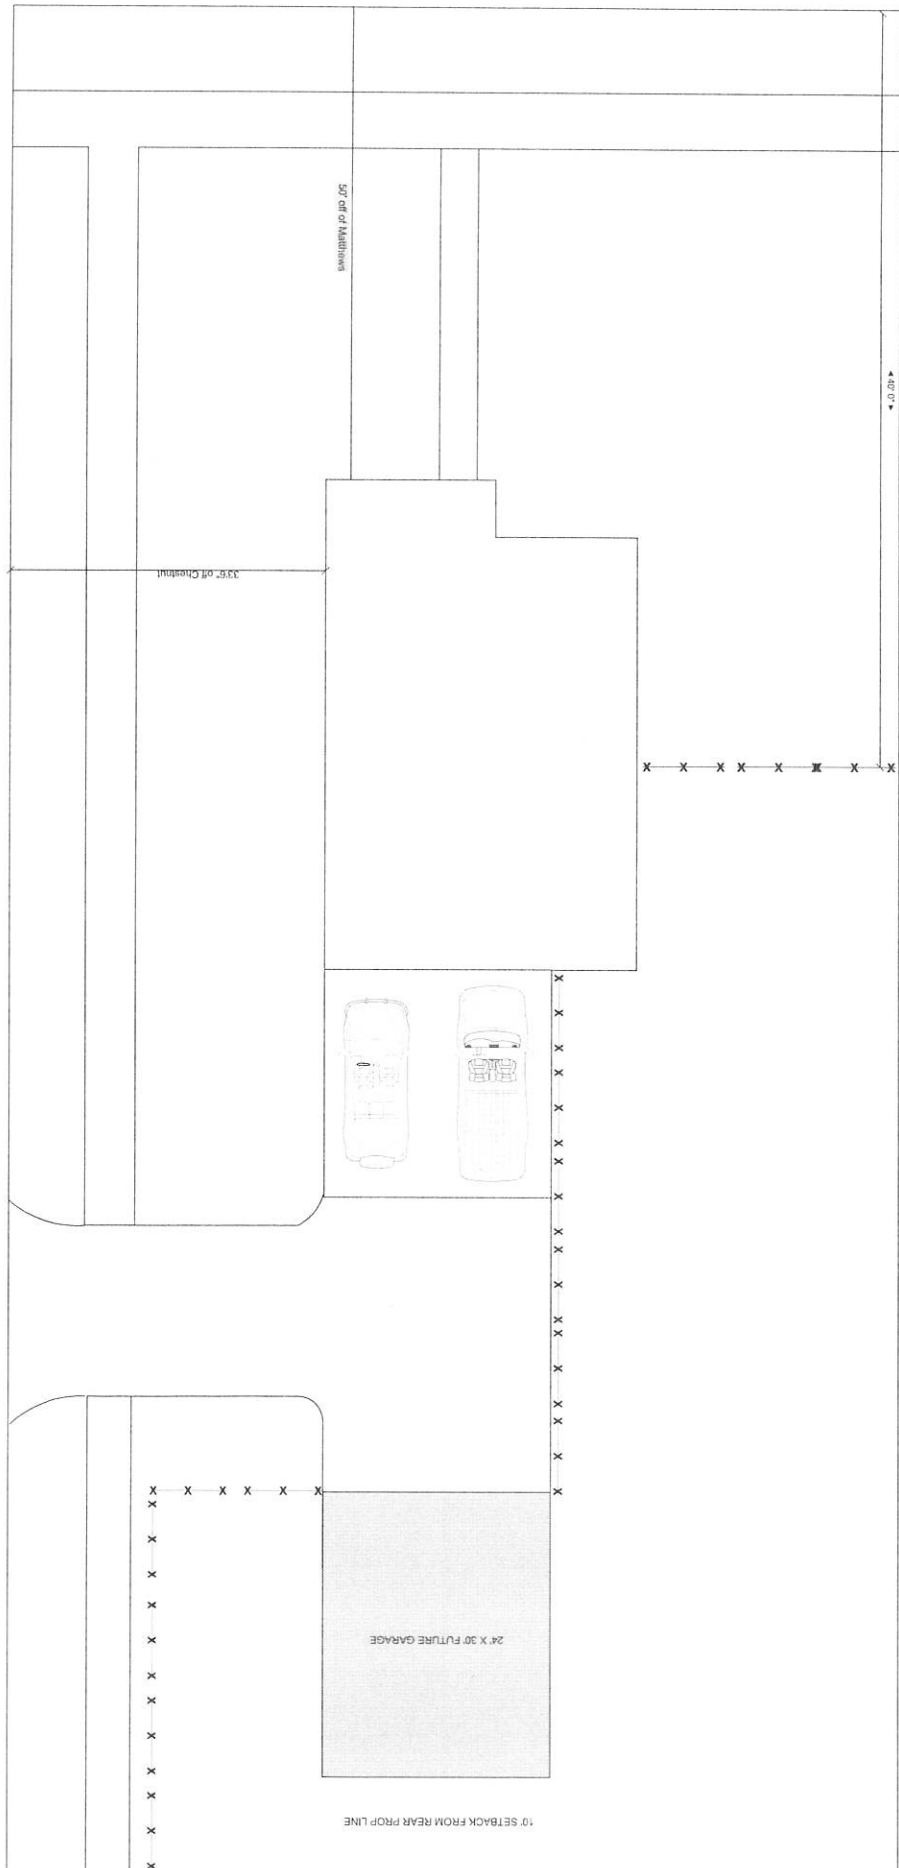 50' off of Matthews
40' 0"
33'6" off Chestnut
24' X 30' FUTURE GARAGE
10' SETBACK FROM REAR PROP LINE